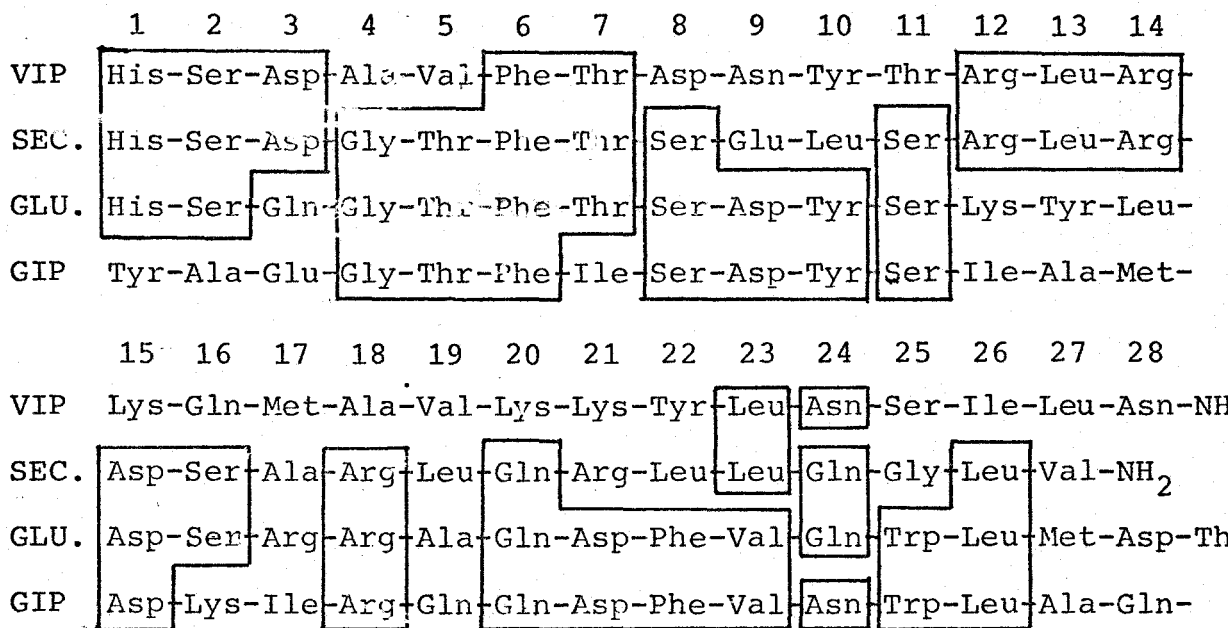 1 2 3 4 5 6 7 8 9 10 11 12 13 14
VIP His-Ser-Asp-Ala-Val-Phe-Thr-Asp-Asn-Tyr-Thr-Arg-Leu-Arg-
SEC. His-Ser-Asp-Gly-Thr-Phe-Thr-Ser-Glu-Leu-Ser-Arg-Leu-Arg-
GLU. His-Ser-Gln-Gly-Thr-Phe-Thr-Ser-Asp-Tyr-Ser-Lys-Tyr-Leu-
GIP Tyr-Ala-Glu-Gly-Thr-Phe-Ile-Ser-Asp-Tyr-Ser-Ile-Ala-Met-
15 16 17 18 19 20 21 22 23 24 25 26 27 28
VIP Lys-Gln-Met-Ala-Val-Lys-Lys-Tyr-Leu-Asn-Ser-Ile-Leu-Asn-NH
SEC. Asp-Ser-Ala-Arg-Leu-Gln-Arg-Leu-Leu-Gln-Gly-Leu-Val-NH2
GLU. Asp-Ser-Arg-Arg-Ala-Gln-Asp-Phe-Val-Gln-Trp-Leu-Met-Asp-Th
GIP Asp-Lys-Ile-Arg-Gln-Gln-Asp-Phe-Val-Asn-Trp-Leu-Ala-Gln-